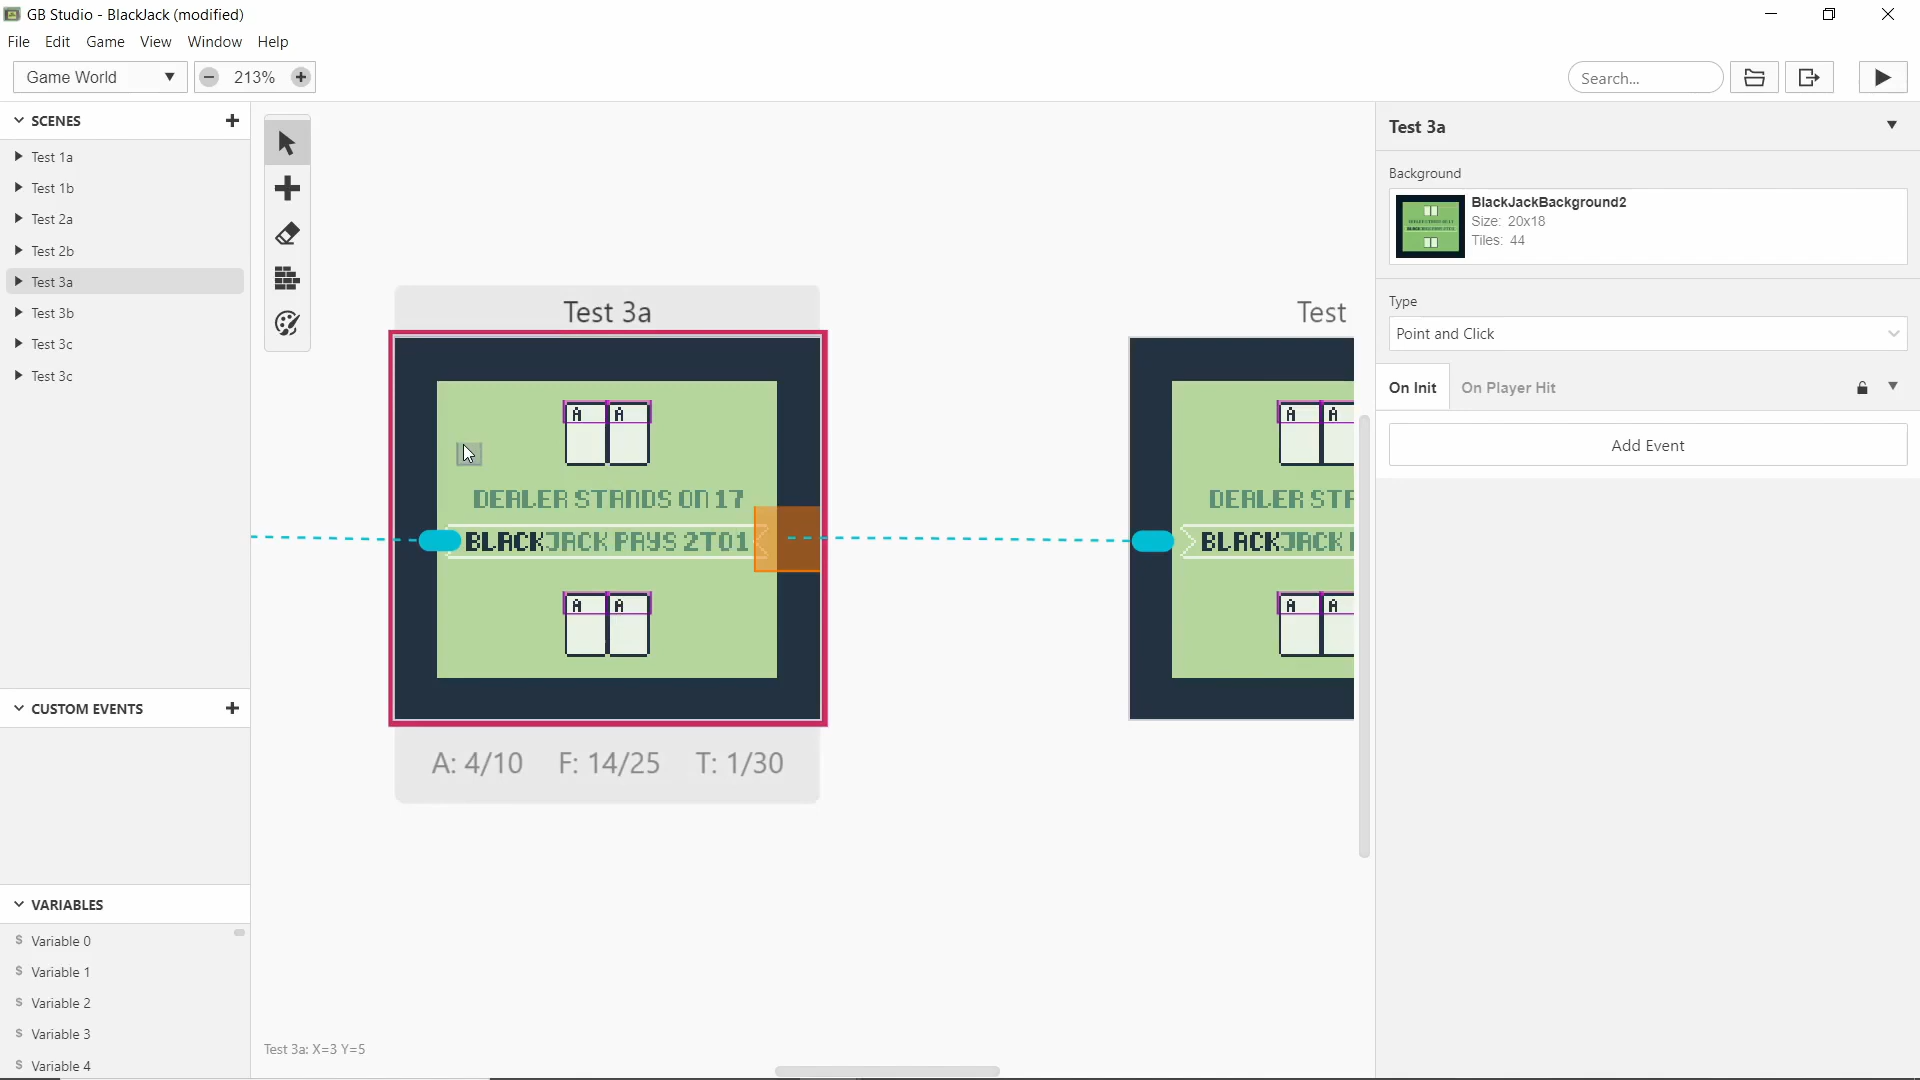 GB Studio - BlackJack (modified)
File Edit Game View Window Help
Game World
213%
Search...
SCENES
Test 1a
Test 1b
Test 2a
Test 2b
Test 3a
Test 3b
Test 3c
Test 3c
CUSTOM EVENTS
VARIABLES
$ Variable 0
$ Variable 1
$ Variable 2
$ Variable 3
$ Variable 4
Test 3a
A A
DEALER STANDS ON 17
BLACKJACK PAYS 2TO1
A A
A: 4/10 F: 14/25 T: 1/30
Test
A A
DEALER STA
BLACKJACK
A A
Test 3a: X=3 Y=5
Test 3a
Background
BlackJackBackground2
Size: 20x18
Tiles: 44
Type
Point and Click
On Init On Player Hit
Add Event